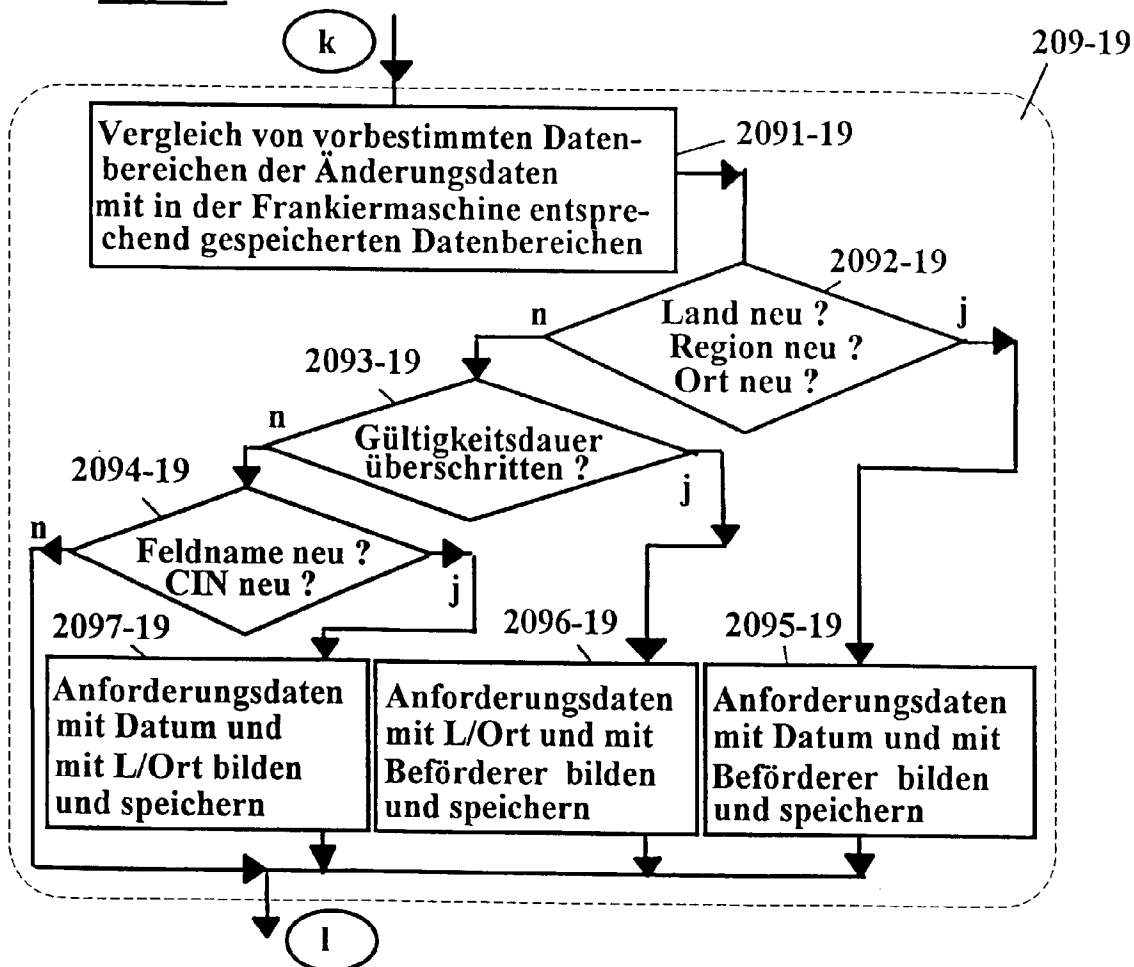 k
209-19
Vergleich von vorbestimmten Daten-
bereichen der Änderungsdaten
mit in der Frankiermaschine entspre-
chend gespeicherten Datenbereichen
2091-19
2092-19
n
Land neu ?
Region neu ?
Ort neu ?
j
2093-19
n
Gültigkeitsdauer
überschritten ?
j
2094-19
n
Feldname neu ?
CIN neu ?
j
2097-19
Anforderungsdaten
mit Datum und
mit L/Ort bilden
und speichern
2096-19
Anforderungsdaten
mit L/Ort und mit
Beförderer bilden
und speichern
2095-19
Anforderungsdaten
mit Datum und mit
Beförderer bilden
und speichern
l